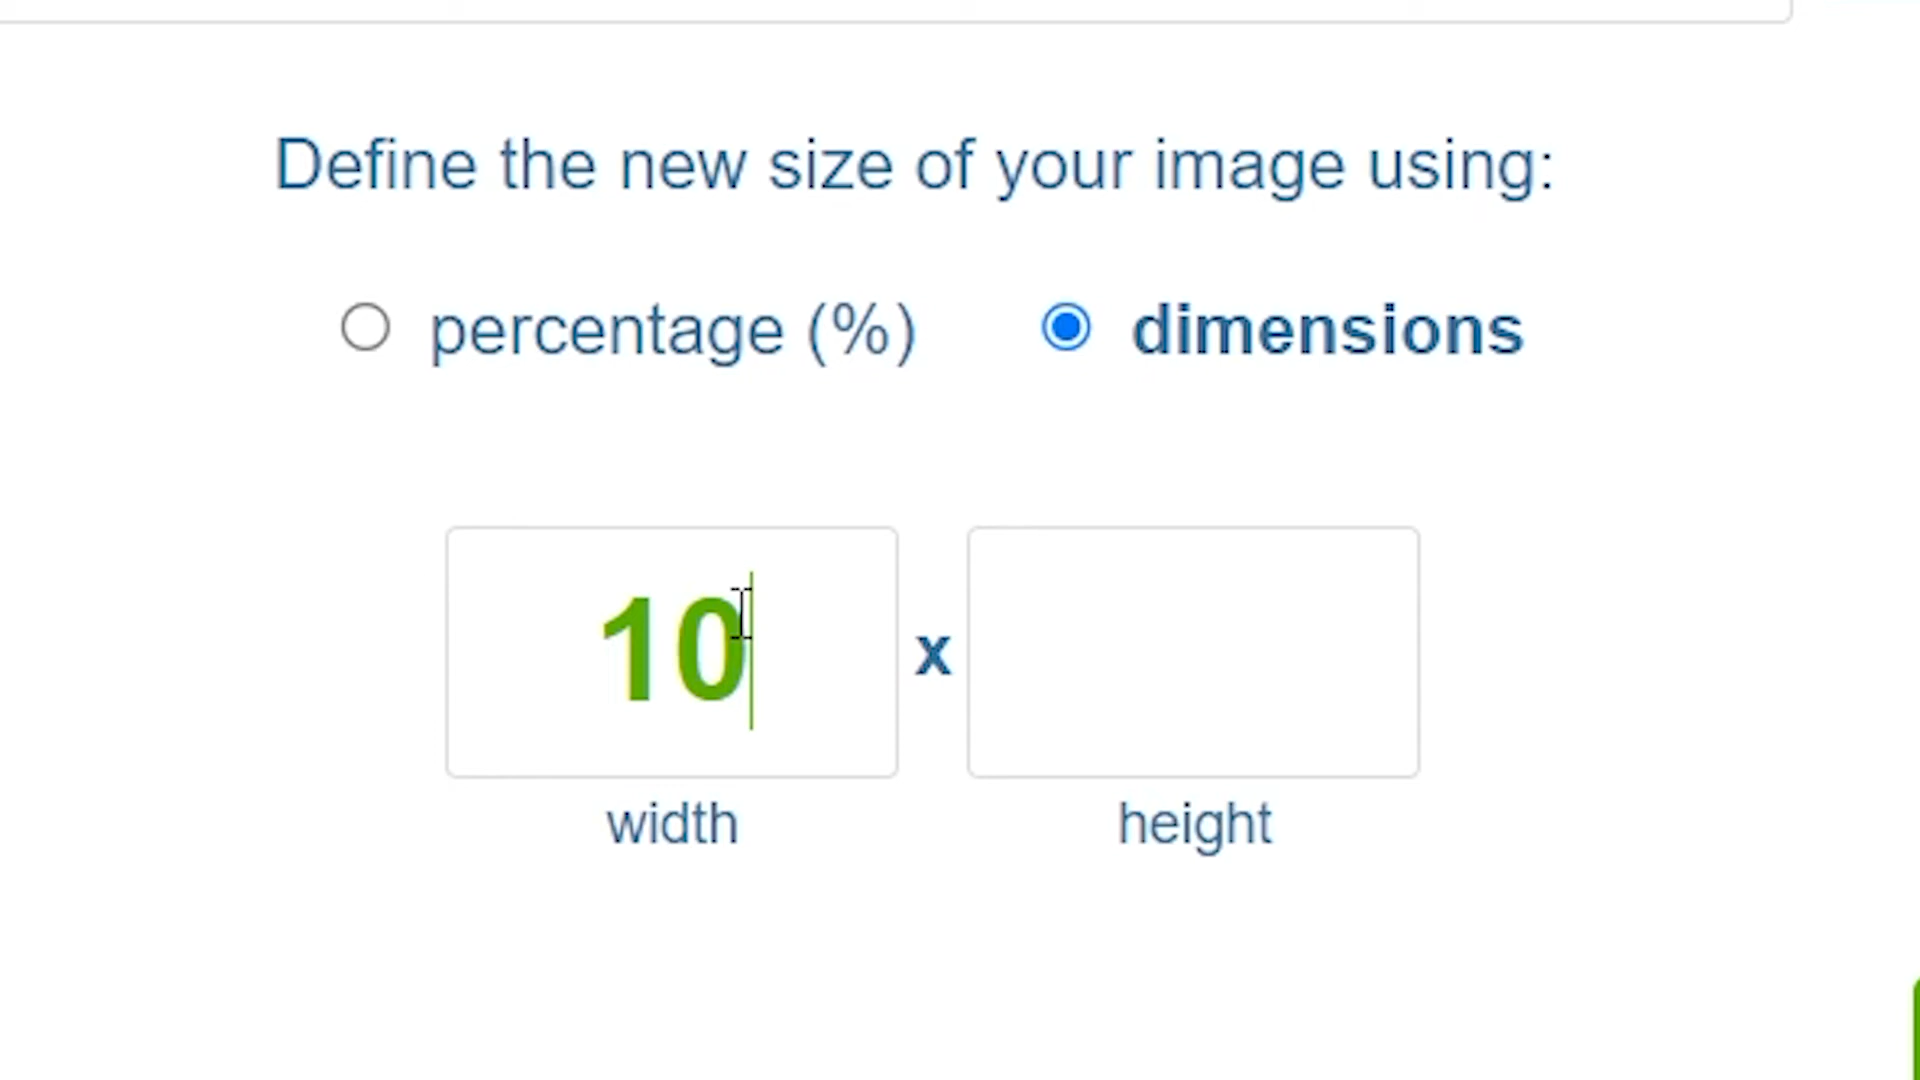 Define the new size of your image using:
percentage (%) dimensions
10 x
width height